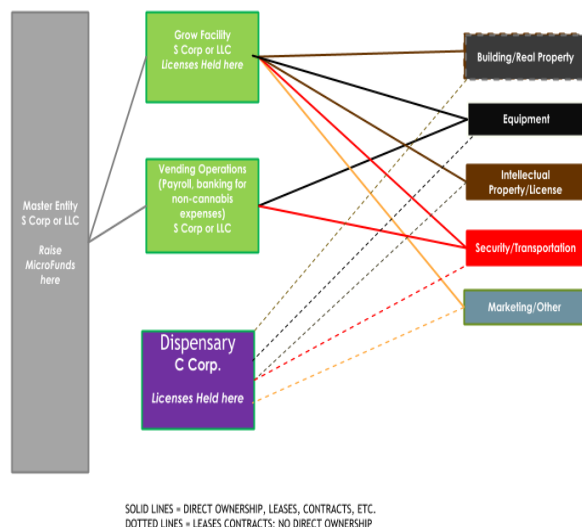 Master Entity
S Corp or LLC
Raise
MicroFunds
here
Grow Facility
S Corp or LLC
Licenses Held here
Vending Operations
(Payroll, banking for
non-cannabis
expenses)
S Corp or LLC
Dispensary
C Corp.
Licenses Held here
Building/Real Property
Equipment
Intellectual
Property/License
Security/Transportation
Marketing/Other
SOLID LINES = DIRECT OWNERSHIP, LEASES, CONTRACTS, ETC.
DOTTED LINES = LEASES CONTRACTS; NO DIRECT OWNERSHIP